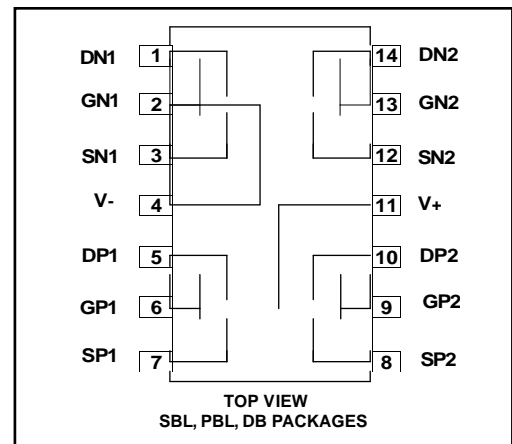 DN1 1 14 DN2
GN1 2 13 GN2
SN1 3 12 SN2
V- 4 11 V+
DP1 5 10 DP2
GP1 6 9 GP2
SP1 7 8 SP2
TOP VIEW
SBL, PBL, DB PACKAGES